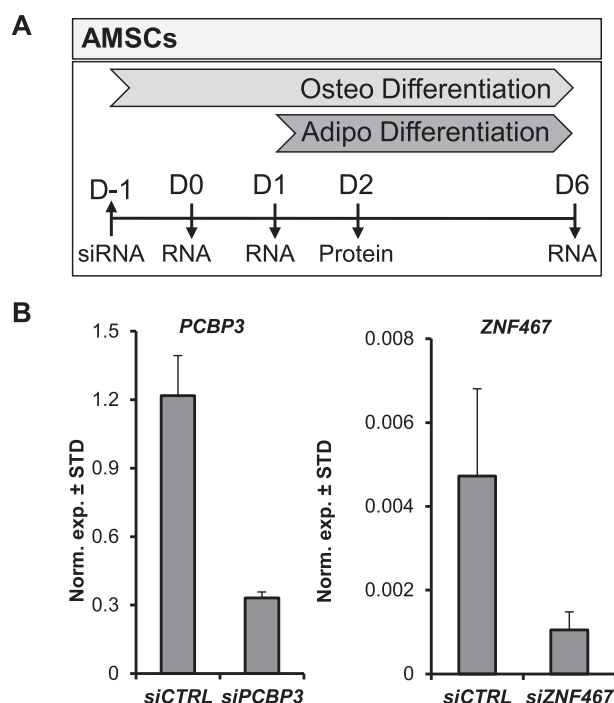 A
AMSCs
Osteo Differentiation
Adipo Differentiation
D-1 D0 D1 D2 D6
siRNA RNA RNA Protein RNA
B
PCBP3
Norm. exp. ± STD
1.5
1.2
0.9
0.6
0.3
0
siCTRL siPCBP3
ZNF467
Norm. exp. ± STD
0.008
0.006
0.004
0.002
0.000
siCTRL siZNF467